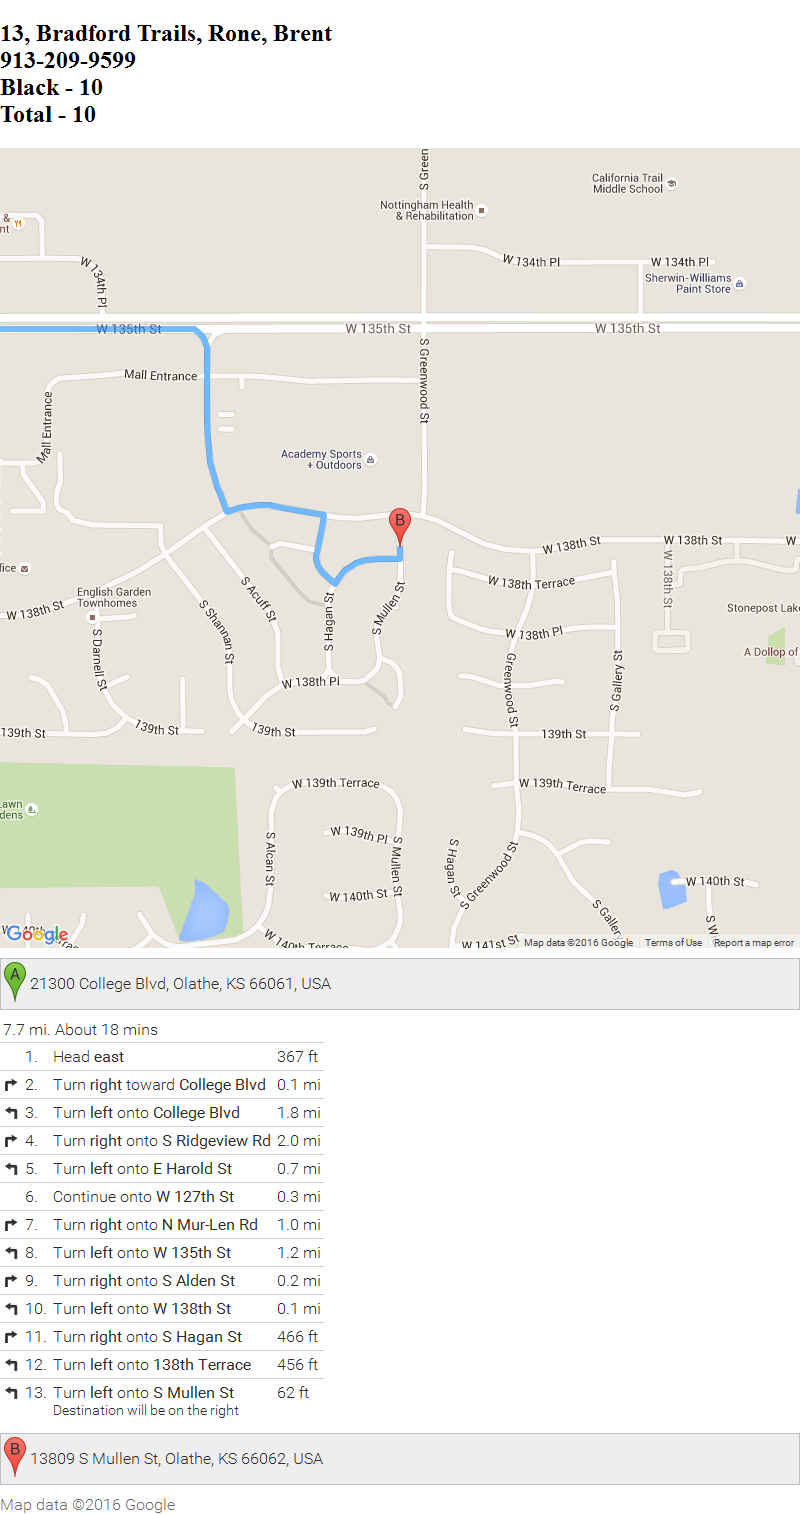 13, Bradford Trails, Rone, Brent
913-209-9599
Black - 10
Total - 10
S Green
California Trail
Middle School
Nottingham Health
& Rehabilitation
&
nt
W 134th Pl
W 134th Pl
W 134th Pl
Sherwin-Williams
Paint Store
W 135th St
W 135th St
W 135th St
S Greenwood St
Mall Entrance
Mall Entrance
Academy Sports
+ Outdoors
B
W 138th St
W 138th St
W
fice
W 138th St
English Garden
Townhomes
W 138th St
S Acuff St
S Shannan St
S Hagan St
S Mullen St
W 138th Terrace
Stonepost Lake
W 138th Pl
S Darnell St
A Dollop of
Greenwood St
S Gallery St
W 138th Pl
139th St
139th St
139th St
139th St
W 139th Terrace
W 139th Terrace
Lawn
dens
W 139th Pl
S Alcan St
S Mullen St
S Hagan St
S Greenwood St
W 140th St
W 140th St
S Galler
S W
W 140th Terrace
W 141st St
Google
Map data ©2016 Google
Terms of Use
Report a map error
A
21300 College Blvd, Olathe, KS 66061, USA
7.7 mi. About 18 mins
1. Head east 367 ft
2. Turn right toward College Blvd 0.1 mi
3. Turn left onto College Blvd 1.8 mi
4. Turn right onto S Ridgeview Rd 2.0 mi
5. Turn left onto E Harold St 0.7 mi
6. Continue onto W 127th St 0.3 mi
7. Turn right onto N Mur-Len Rd 1.0 mi
8. Turn left onto W 135th St 1.2 mi
9. Turn right onto S Alden St 0.2 mi
10. Turn left onto W 138th St 0.1 mi
11. Turn right onto S Hagan St 466 ft
12. Turn left onto 138th Terrace 456 ft
13. Turn left onto S Mullen St 62 ft
Destination will be on the right
B
13809 S Mullen St, Olathe, KS 66062, USA
Map data ©2016 Google